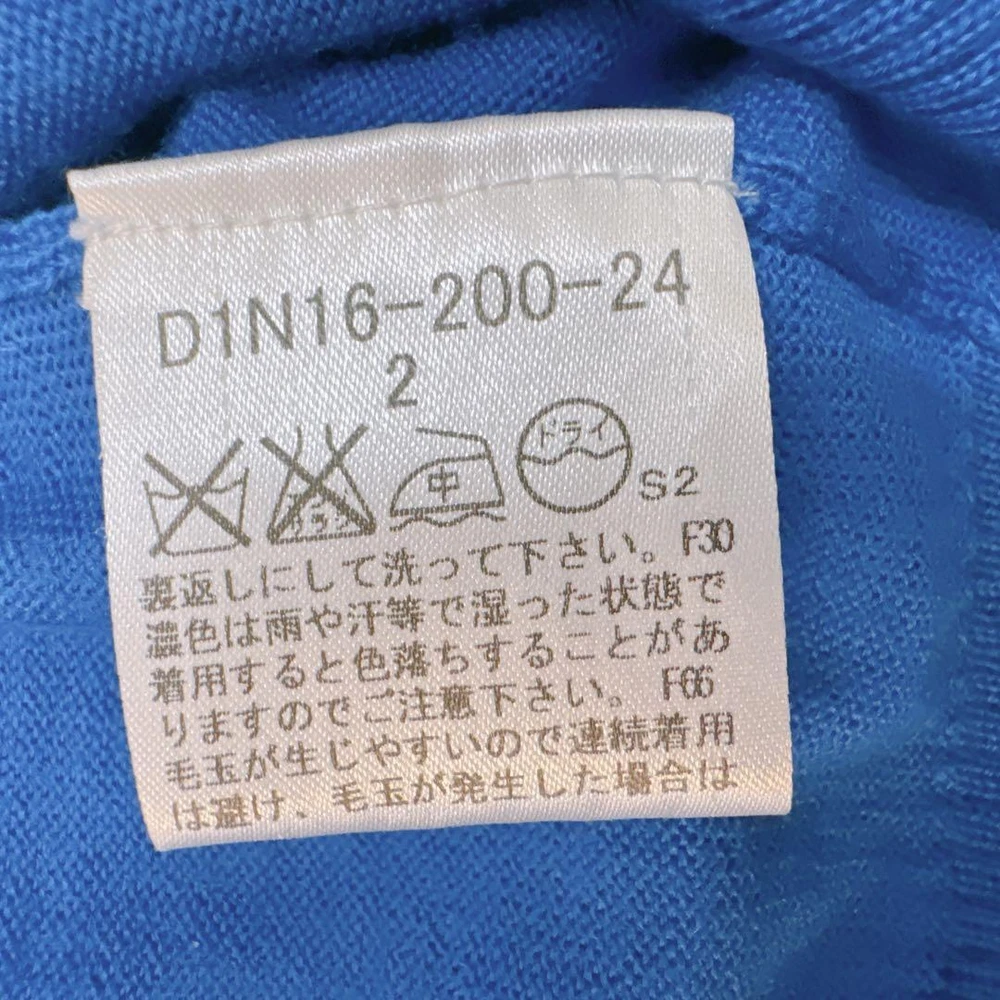 D1N16-200-24
2
中 ドライ S2
裏返しにして洗って下さい。 F30
濃色は雨や汗等で湿った状態で
着用すると色落ちすることがあ
りますのでご注意下さい。 F66
毛玉が生じやすいので連続着用
は避け、毛玉が発生した場合は